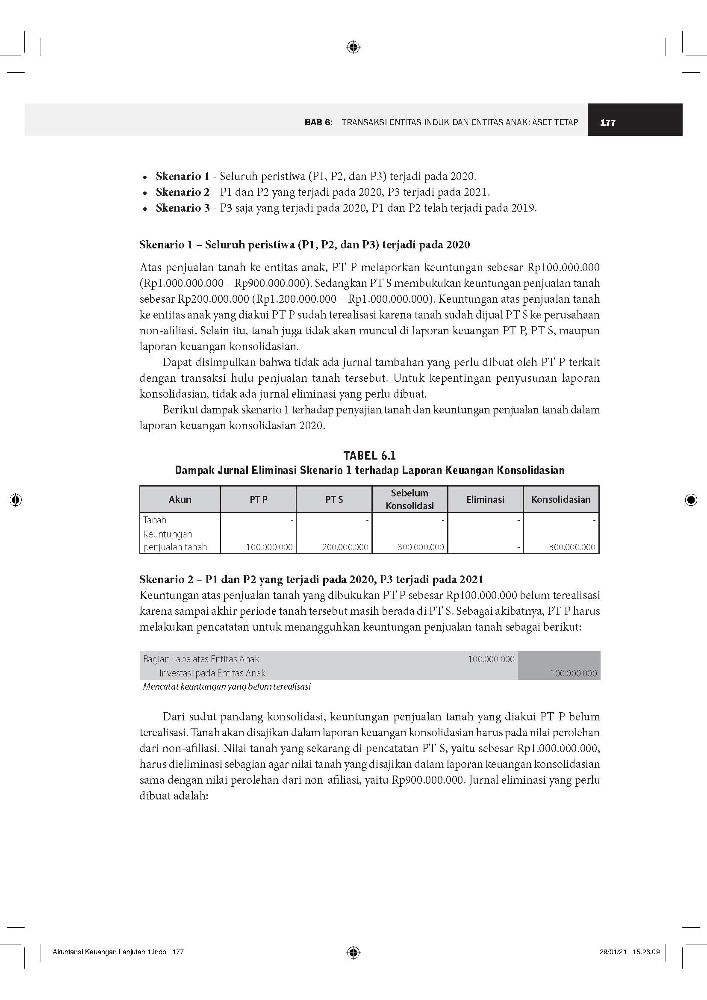 BAB 6: TRANSAKSI ENTITAS INDUK DAN ENTITAS ANAK: ASET TETAP 177
• Skenario 1 - Seluruh peristiwa (P1, P2, dan P3) terjadi pada 2020.
• Skenario 2 - P1 dan P2 yang terjadi pada 2020, P3 terjadi pada 2021.
• Skenario 3 - P3 saja yang terjadi pada 2020, P1 dan P2 telah terjadi pada 2019.
Skenario 1 – Seluruh peristiwa (P1, P2, dan P3) terjadi pada 2020
Atas penjualan tanah ke entitas anak, PT P melaporkan keuntungan sebesar Rp100.000.000
(Rp1.000.000.000 – Rp900.000.000). Sedangkan PT S membukukan keuntungan penjualan tanah
sebesar Rp200.000.000 (Rp1.200.000.000 – Rp1.000.000.000). Keuntungan atas penjualan tanah
ke entitas anak yang diakui PT P sudah terealisasi karena tanah sudah dijual PT S ke perusahaan
non-afiliasi. Selain itu, tanah juga tidak akan muncul di laporan keuangan PT P, PT S, maupun
laporan keuangan konsolidasian.
Dapat disimpulkan bahwa tidak ada jurnal tambahan yang perlu dibuat oleh PT P terkait
dengan transaksi hulu penjualan tanah tersebut. Untuk kepentingan penyusunan laporan
konsolidasian, tidak ada jurnal eliminasi yang perlu dibuat.
Berikut dampak skenario 1 terhadap penyajian tanah dan keuntungan penjualan tanah dalam
laporan keuangan konsolidasian 2020.
TABEL 6.1
Dampak Jurnal Eliminasi Skenario 1 terhadap Laporan Keuangan Konsolidasian
Akun PT P PT S Sebelum Konsolidasi Eliminasi Konsolidasian
Tanah - - - - -
Keuntungan
penjualan tanah 100.000.000 200.000.000 300.000.000 - 300.000.000
Skenario 2 – P1 dan P2 yang terjadi pada 2020, P3 terjadi pada 2021
Keuntungan atas penjualan tanah yang dibukukan PT P sebesar Rp100.000.000 belum terealisasi
karena sampai akhir periode tanah tersebut masih berada di PT S. Sebagai akibatnya, PT P harus
melakukan pencatatan untuk menangguhkan keuntungan penjualan tanah sebagai berikut:
Bagian Laba atas Entitas Anak 100.000.000
Investasi pada Entitas Anak 100.000.000
Mencatat keuntungan yang belum terealisasi
Dari sudut pandang konsolidasi, keuntungan penjualan tanah yang diakui PT P belum
terealisasi. Tanah akan disajikan dalam laporan keuangan konsolidasian harus pada nilai perolehan
dari non-afiliasi. Nilai tanah yang sekarang di pencatatan PT S, yaitu sebesar Rp1.000.000.000,
harus dieliminasi sebagian agar nilai tanah yang disajikan dalam laporan keuangan konsolidasian
sama dengan nilai perolehan dari non-afiliasi, yaitu Rp900.000.000. Jurnal eliminasi yang perlu
dibuat adalah:
Akuntansi Keuangan Lanjutan 1.indb 177 29/01/21 15:23:09